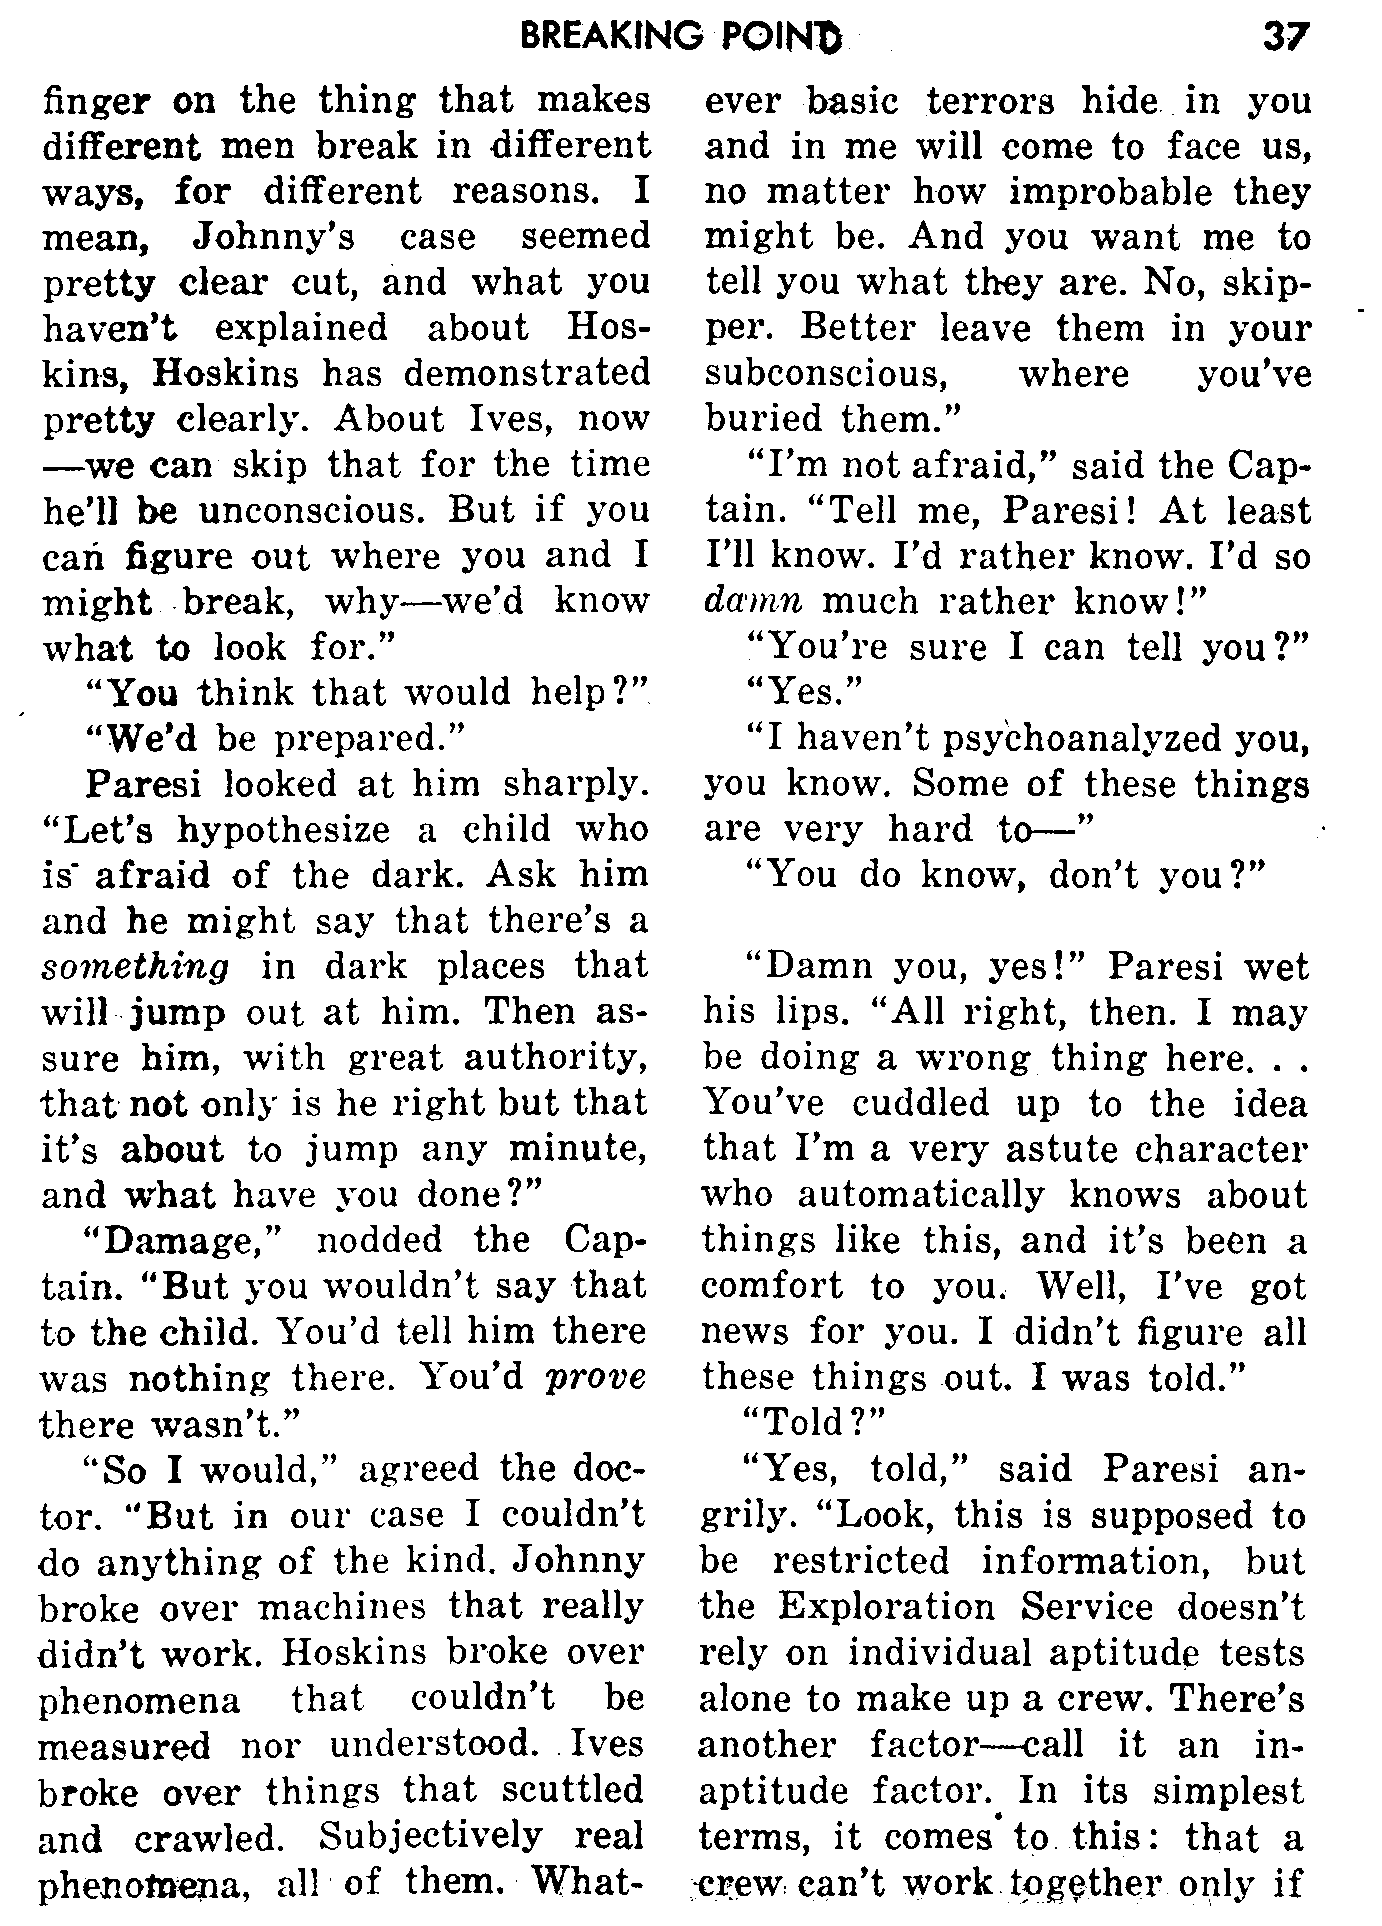 BREAKING POINT 37
finger on the thing that makes
different men break in different
ways, for different reasons. I
mean, Johnny's case seemed
pretty clear cut, and what you
haven't explained about Hos-
kins, Hoskins has demonstrated
pretty clearly. About Ives, now
—we can skip that for the time
he'll be unconscious. But if you
can figure out where you and I
might break, why—we'd know
what to look for."
"You think that would help?"
"We'd be prepared."
Paresi looked at him sharply.
"Let's hypothesize a child who
is afraid of the dark. Ask him
and he might say that there's a
something in dark places that
will jump out at him. Then as-
sure him, with great authority,
that not only is he right but that
it's about to jump any minute,
and what have you done?"
"Damage," nodded the Cap-
tain. "But you wouldn't say that
to the child. You'd tell him there
was nothing there. You'd prove
there wasn't."
"So I would," agreed the doc-
tor. "But in our case I couldn't
do anything of the kind. Johnny
broke over machines that really
didn't work. Hoskins broke over
phenomena that couldn't be
measured nor understood. Ives
broke over things that scuttled
and crawled. Subjectively real
phenomena, all of them. What-
ever basic terrors hide in you
and in me will come to face us,
no matter how improbable they
might be. And you want me to
tell you what they are. No, skip-
per. Better leave them in your
subconscious, where you've
buried them."
"I'm not afraid," said the Cap-
tain. "Tell me, Paresi! At least
I'll know. I'd rather know. I'd so
damn much rather know!"
"You're sure I can tell you?"
"Yes."
"I haven't psychoanalyzed you,
you know. Some of these things
are very hard to—"
"You do know, don't you?"
"Damn you, yes!" Paresi wet
his lips. "All right, then. I may
be doing a wrong thing here. . .
You've cuddled up to the idea
that I'm a very astute character
who automatically knows about
things like this, and it's been a
comfort to you. Well, I've got
news for you. I didn't figure all
these things out. I was told."
"Told?"
"Yes, told," said Paresi an-
grily. "Look, this is supposed to
be restricted information, but
the Exploration Service doesn't
rely on individual aptitude tests
alone to make up a crew. There's
another factor—call it an in-
aptitude factor. In its simplest
terms, it comes to this: that a
crew can't work together only if